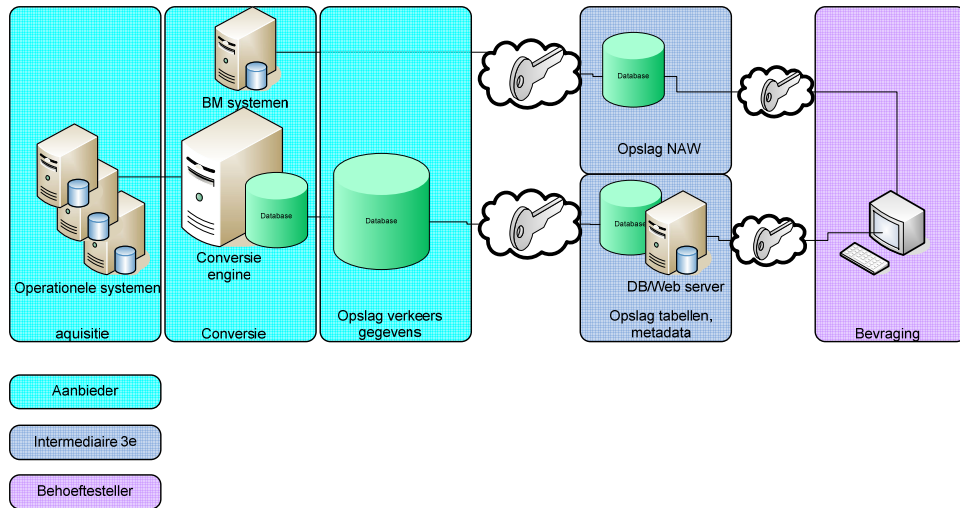 BM systemen
Database
Opslag NAW
Operationele systemen
aquisitie
Database
Conversie
engine
Conversie
Database
Opslag verkeers
gegevens
Database
DB/Web server
Opslag tabellen,
metadata
Bevraging
Aanbieder
Intermediaire 3e
Behoeftesteller